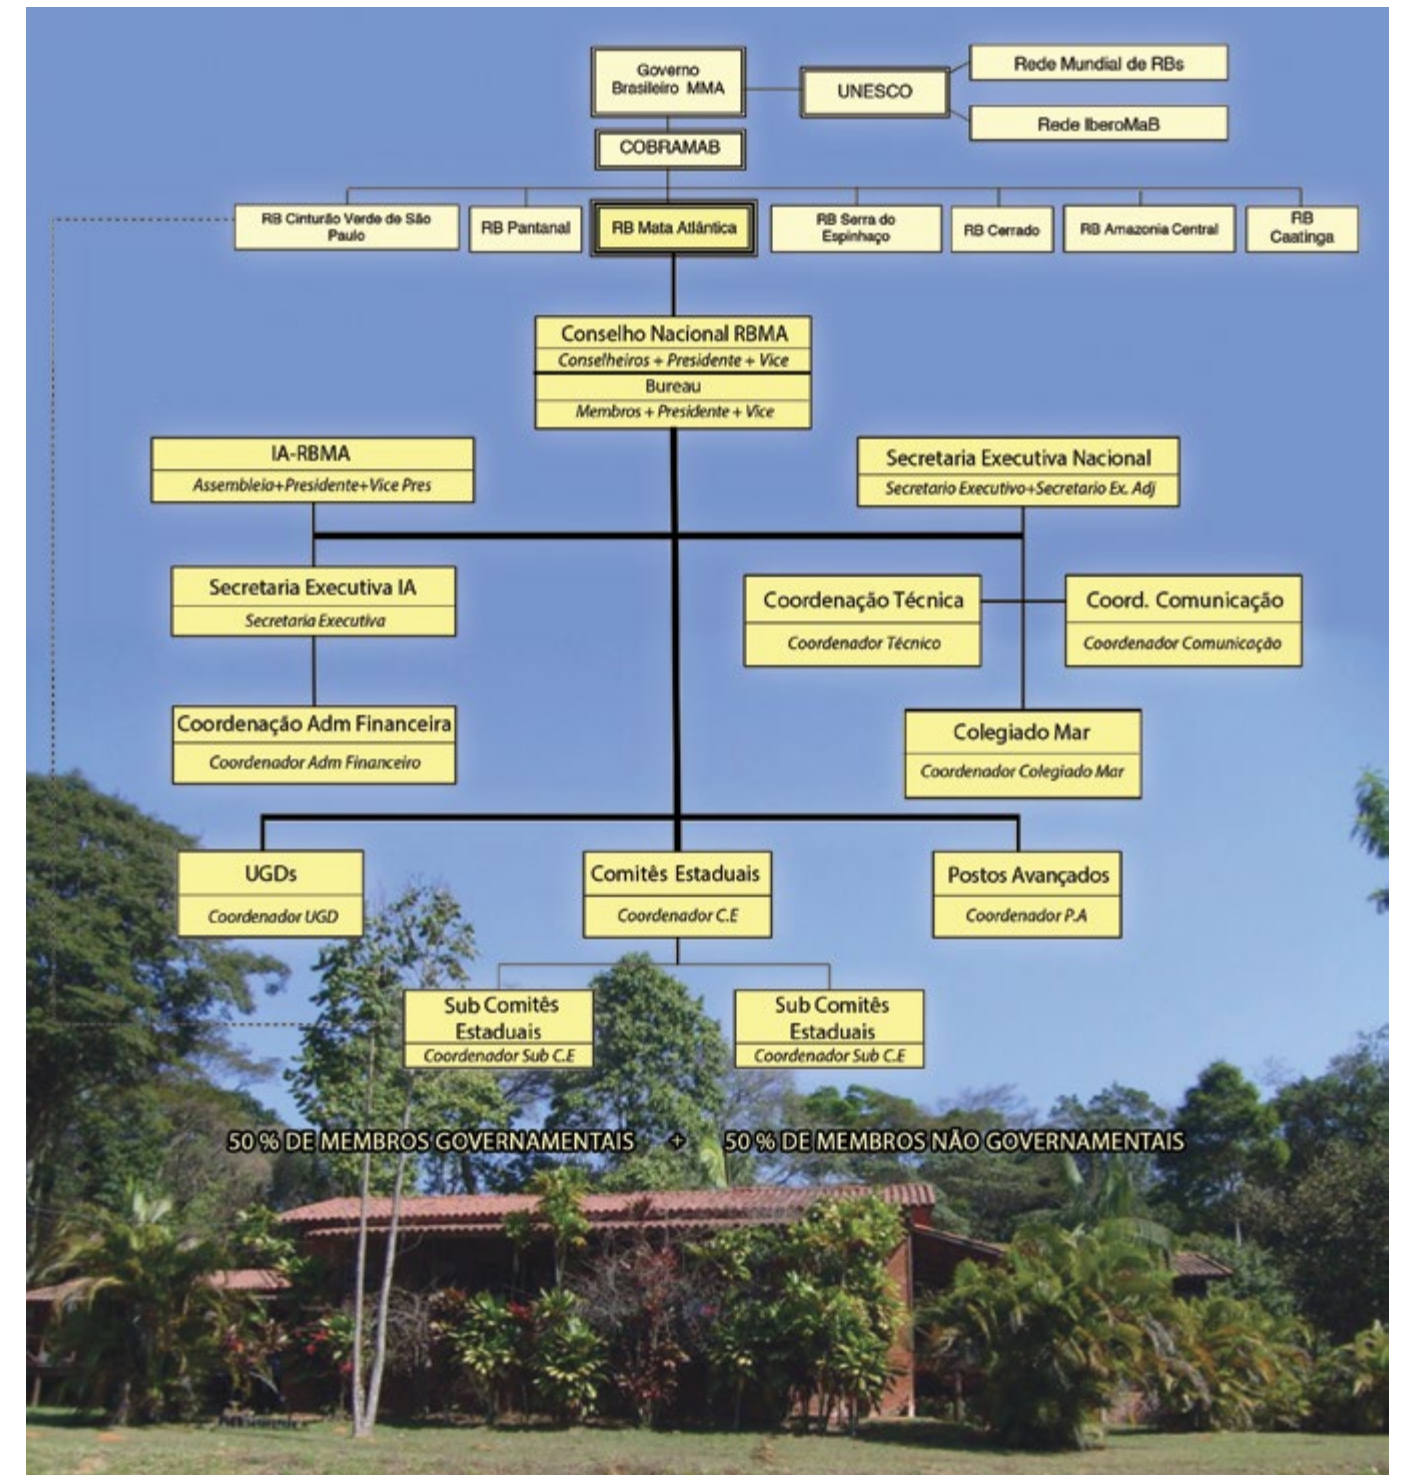 Governo
Brasileiro MMA
UNESCO
Rede Mundial de RBs
Rede IberoMaB
COBRAMAB
RB Cinturão Verde de São
Paulo
RB Pantanal
RB Mata Atlântica
RB Serra do
Espinhaço
RB Cerrado
RB Amazonia Central
RB
Caatinga
Conselho Nacional RBMA
Conselheiros + Presidente + Vice
Bureau
Membros + Presidente + Vice
IA-RBMA
Assembleia+Presidente+Vice Pres
Secretaria Executiva Nacional
Secretario Executivo+Secretario Ex. Adj
Secretaria Executiva IA
Secretaria Executiva
Coordenação Técnica
Coordenador Técnico
Coord. Comunicação
Coordenador Comunicação
Coordenação Adm Financeira
Coordenador Adm Financeiro
Colegiado Mar
Coordenador Colegiado Mar
UGDs
Coordenador UGD
Comitês Estaduais
Coordenador C.E
Postos Avançados
Coordenador P.A
Sub Comitês
Estaduais
Coordenador Sub C.E
Sub Comitês
Estaduais
Coordenador Sub C.E
50 % DE MEMBROS GOVERNAMENTAIS + 50 % DE MEMBROS NÃO GOVERNAMENTAIS